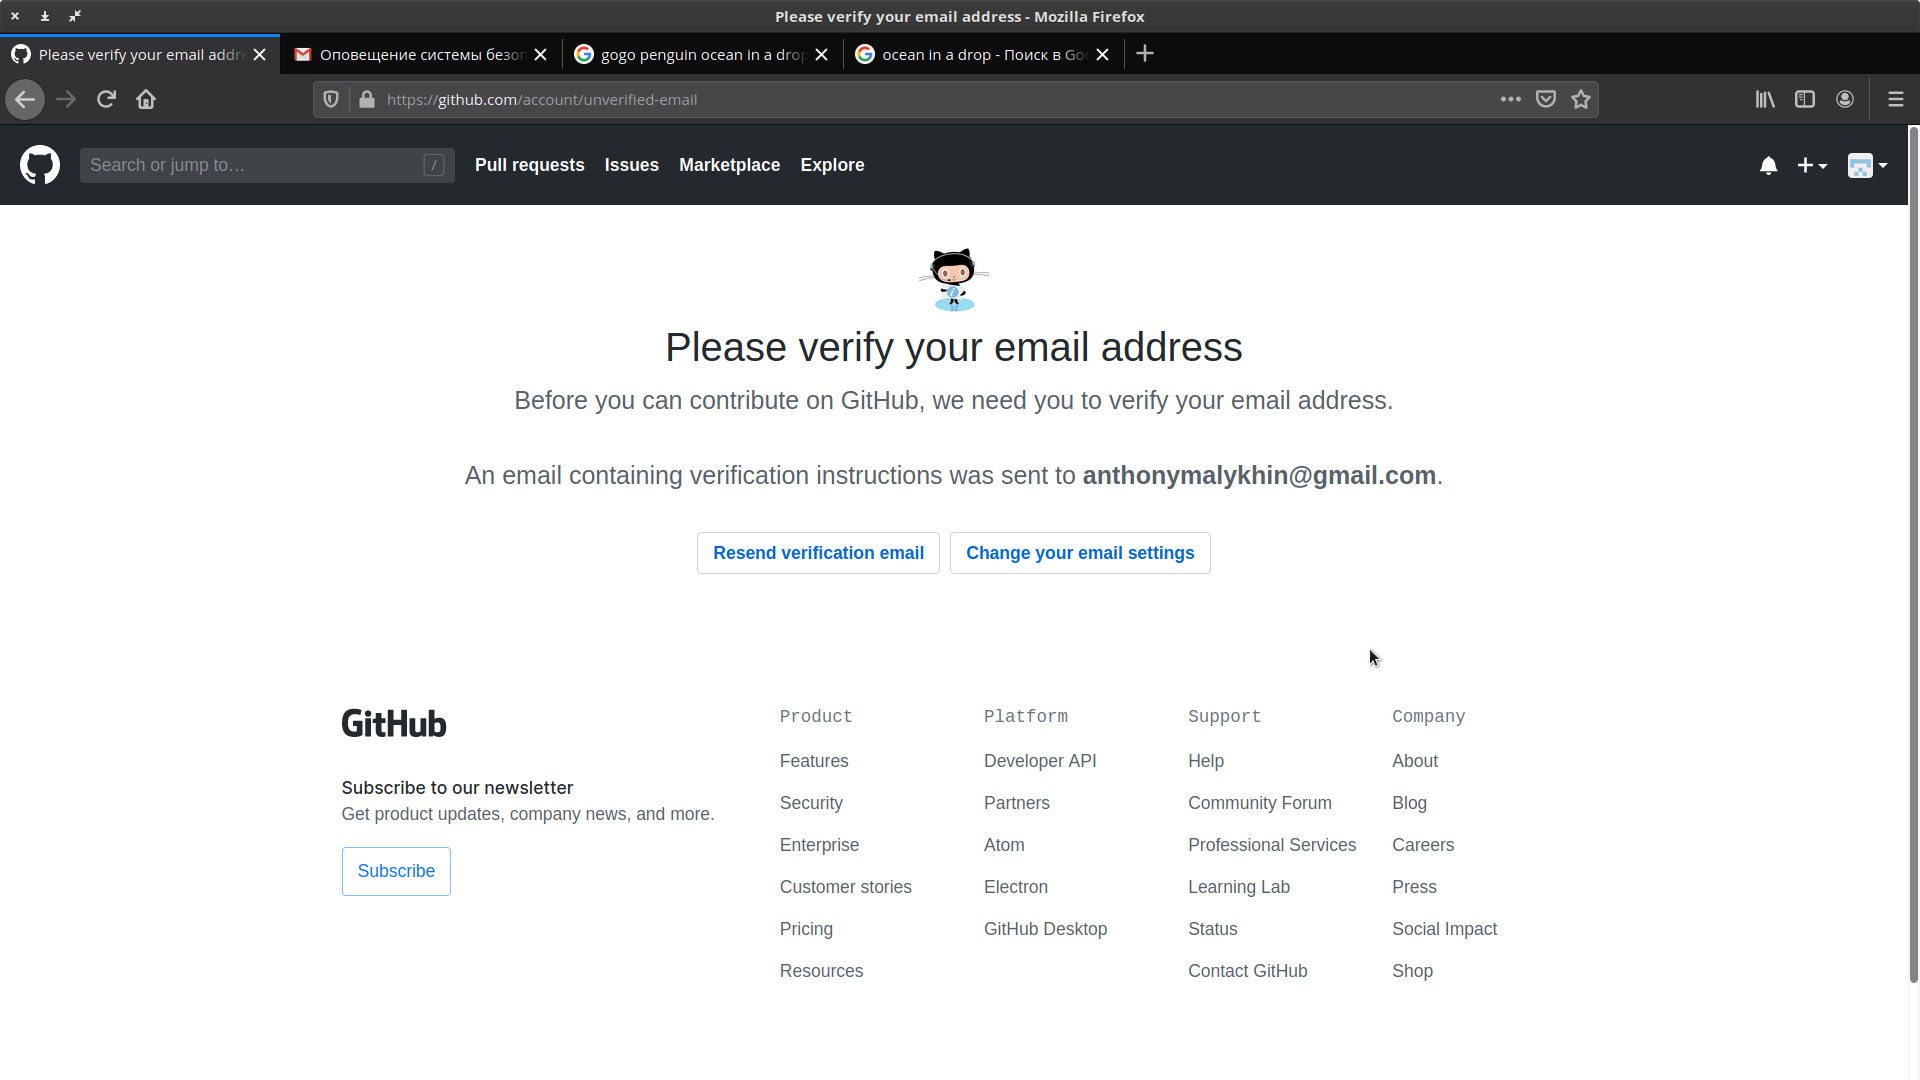 Please verify your email address - Mozilla Firefox
Please verify your email addre
Оповещение системы безоп
gogo penguin ocean in a drop
ocean in a drop - Поиск в Goo
https://github.com/account/unverified-email
Search or jump to…
/
Pull requests
Issues
Marketplace
Explore
Please verify your email address
Before you can contribute on GitHub, we need you to verify your email address.
An email containing verification instructions was sent to anthonymalykhin@gmail.com.
Resend verification email
Change your email settings
GitHub
Subscribe to our newsletter
Get product updates, company news, and more.
Subscribe
Product
Features
Security
Enterprise
Customer stories
Pricing
Resources
Platform
Developer API
Partners
Atom
Electron
GitHub Desktop
Support
Help
Community Forum
Professional Services
Learning Lab
Status
Contact GitHub
Company
About
Blog
Careers
Press
Social Impact
Shop